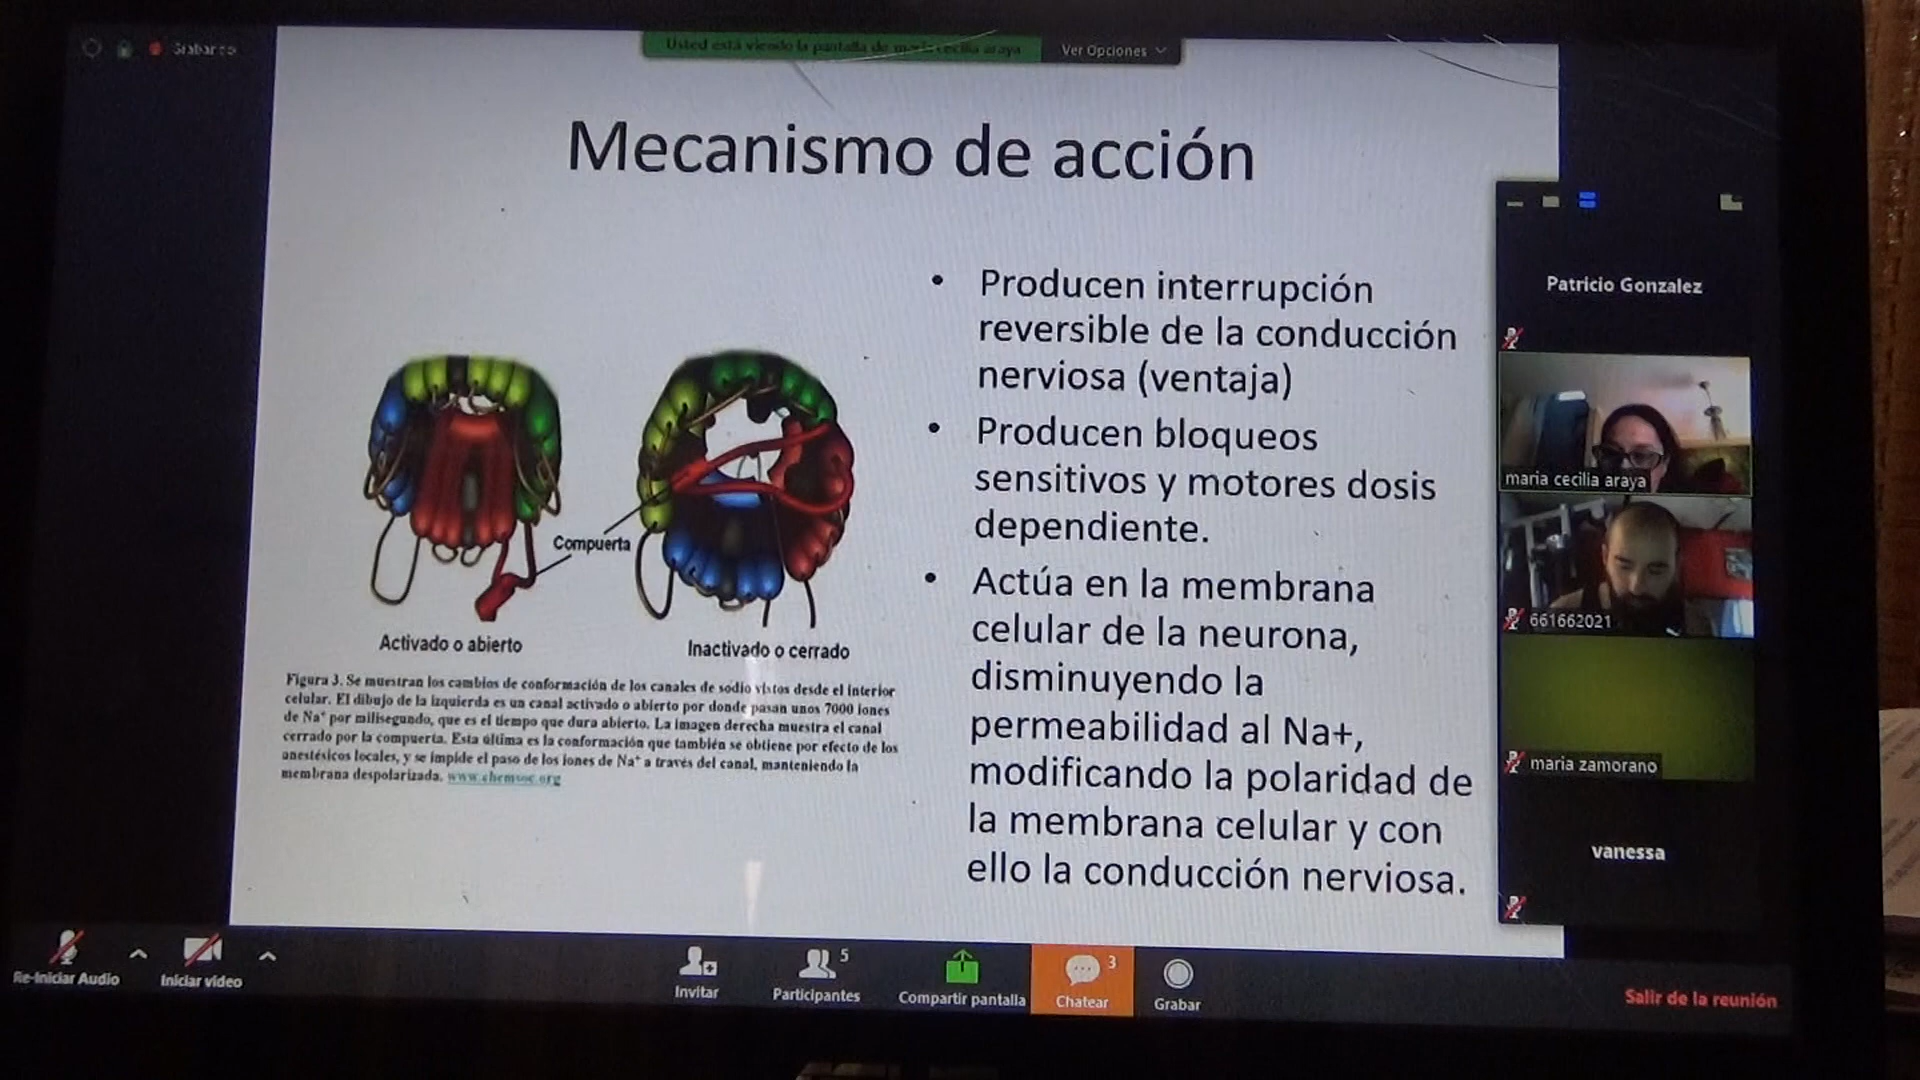 Grabando
Usted está viendo la pantalla de maria cecilia araya
Ver Opciones
Mecanismo de acción
• Producen interrupción
reversible de la conducción
nerviosa (ventaja)
• Producen bloqueos
sensitivos y motores dosis
dependiente.
• Actúa en la membrana
celular de la neurona,
disminuyendo la
permeabilidad al Na+,
modificando la polaridad de
la membrana celular y con
ello la conducción nerviosa.
Compuerta
Activado o abierto
Inactivado o cerrado
Figura 3. Se muestran los cambios de conformación de los canales de sodio vistos desde el interior
celular. El dibujo de la izquierda es un canal activado o abierto por donde pasan unos 7000 iones
de Na⁺ por milisegundo, que es el tiempo que dura abierto. La imagen derecha muestra el canal
cerrado por la compuerta. Esta última es la conformación que también se obtiene por efecto de los
anestésicos locales, y se impide el paso de los iones de Na⁺ a través del canal, manteniendo la
membrana despolarizada. www.chemsoc.org
Patricio Gonzalez
maria cecilia araya
661662021
maria zamorano
vanessa
Re-Iniciar Audio
Iniciar video
Invitar
5
Participantes
Compartir pantalla
3
Chatear
Grabar
Salir de la reunión